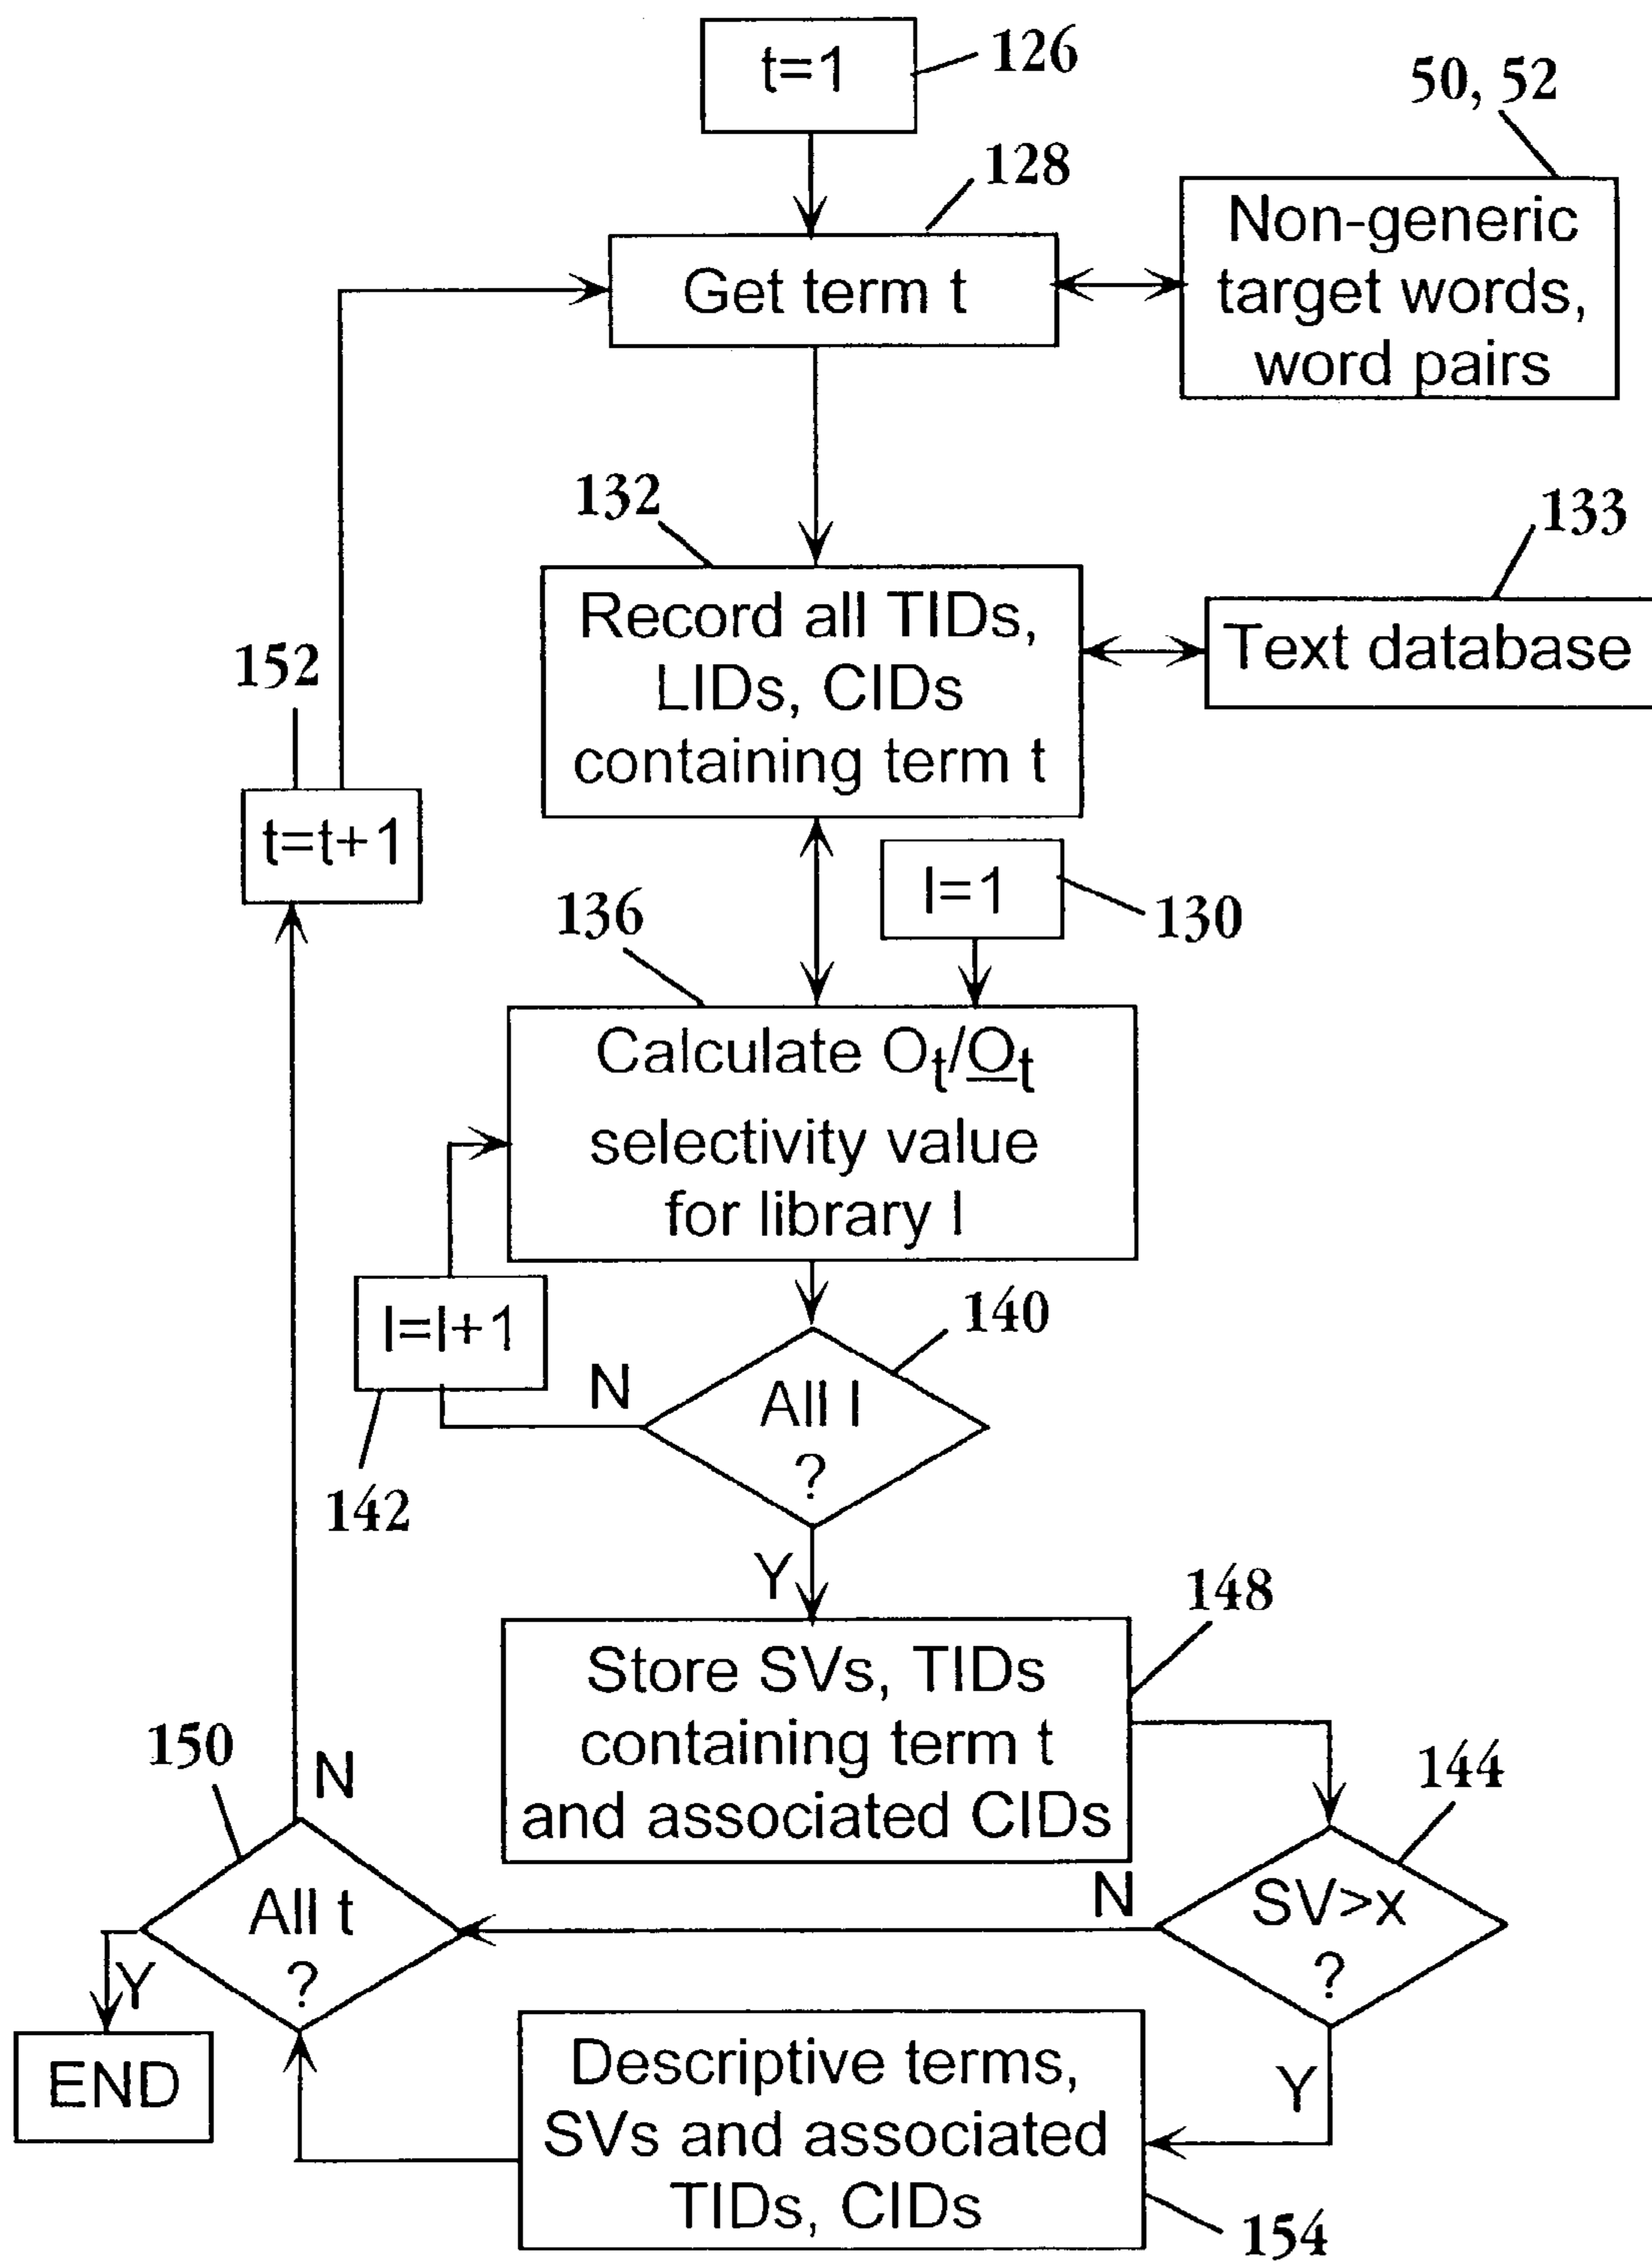 t=1
126
50, 52
128
Non-generic
target words,
word pairs
Get term t
132
133
Record all TIDs,
LIDs, CIDs
containing term t
Text database
152
t=t+1
l=1
130
136
Calculate Ot/O̲t
selectivity value
for library l
l=l+1
140
N
All l
?
142
Y
148
Store SVs, TIDs
containing term t
and associated CIDs
150
N
144
All t
?
N
SV>x
?
Y
END
Descriptive terms,
SVs and associated
TIDs, CIDs
Y
154